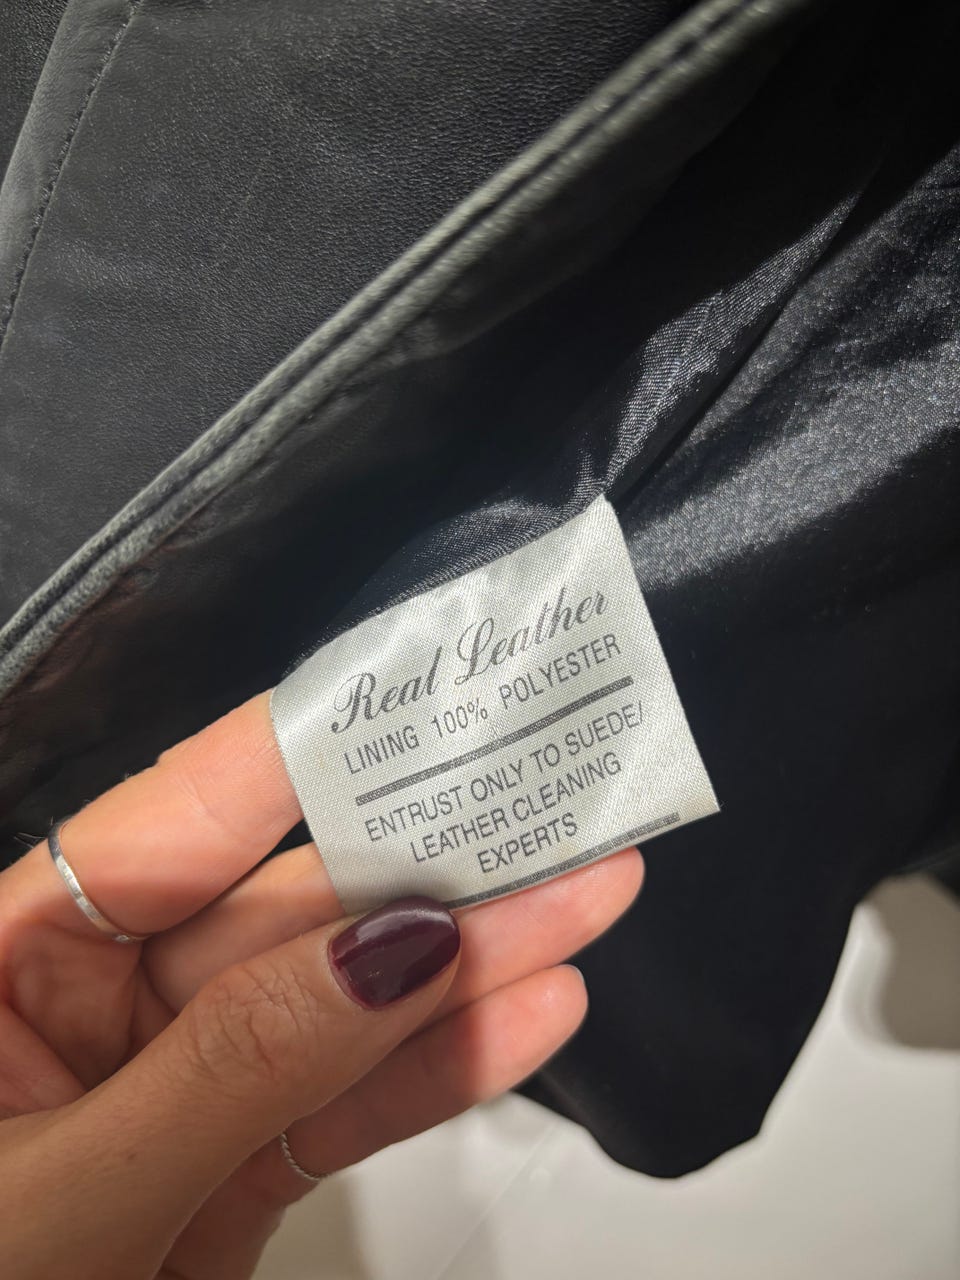 Real Leather
LINING 100% POLYESTER
ENTRUST ONLY TO SUEDE/
LEATHER CLEANING
EXPERTS